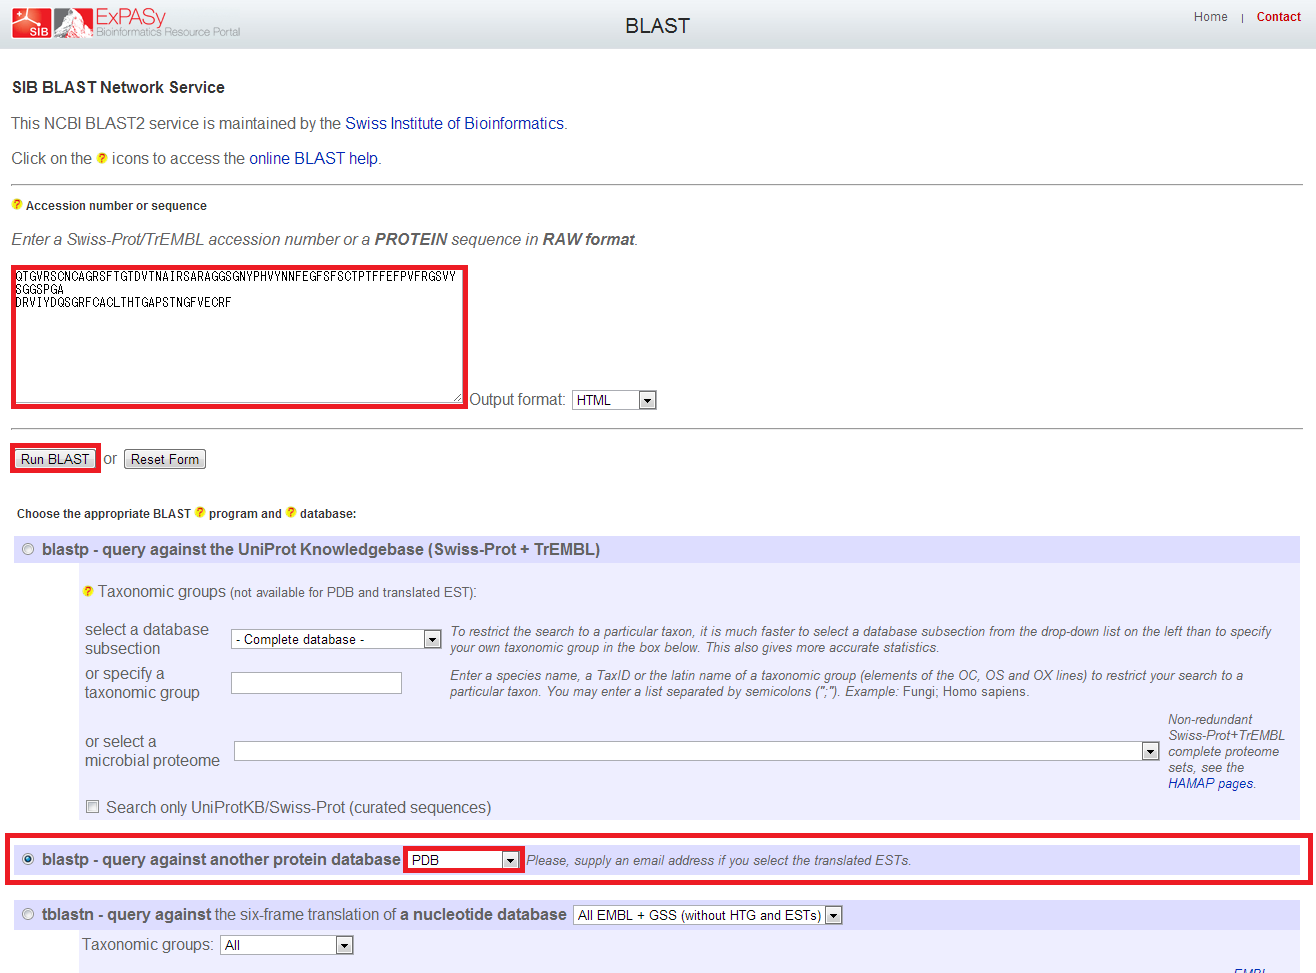 SIB ExPASy
Bioinformatics Resource Portal
BLAST
Home | Contact
SIB BLAST Network Service
This NCBI BLAST2 service is maintained by the Swiss Institute of Bioinformatics.
Click on the ? icons to access the online BLAST help.
? Accession number or sequence
Enter a Swiss-Prot/TrEMBL accession number or a PROTEIN sequence in RAW format.
QTGVRSCNCAGRSFTGTDVTNAIRSARAGGSGNYPHVYNNFEGFSFSCTPTFFEFPVFRGSVY
SGGSPGA
DRVIYDQSGRFCACLTHTGAPSTNGFVECRF
Output format: HTML
Run BLAST or Reset Form
Choose the appropriate BLAST ? program and ? database:
blastp - query against the UniProt Knowledgebase (Swiss-Prot + TrEMBL)
? Taxonomic groups (not available for PDB and translated EST):
select a database
subsection
- Complete database -
To restrict the search to a particular taxon, it is much faster to select a database subsection from the drop-down list on the left than to specify
your own taxonomic group in the box below. This also gives more accurate statistics.
or specify a
taxonomic group
Enter a species name, a TaxID or the latin name of a taxonomic group (elements of the OC, OS and OX lines) to restrict your search to a
particular taxon. You may enter a list separated by semicolons (";"). Example: Fungi; Homo sapiens.
or select a
microbial proteome
Non-redundant
Swiss-Prot+TrEMBL
complete proteome
sets, see the
HAMAP pages.
Search only UniProtKB/Swiss-Prot (curated sequences)
blastp - query against another protein database PDB Please, supply an email address if you select the translated ESTs.
tblastn - query against the six-frame translation of a nucleotide database All EMBL + GSS (without HTG and ESTs)
Taxonomic groups: All
EMBL